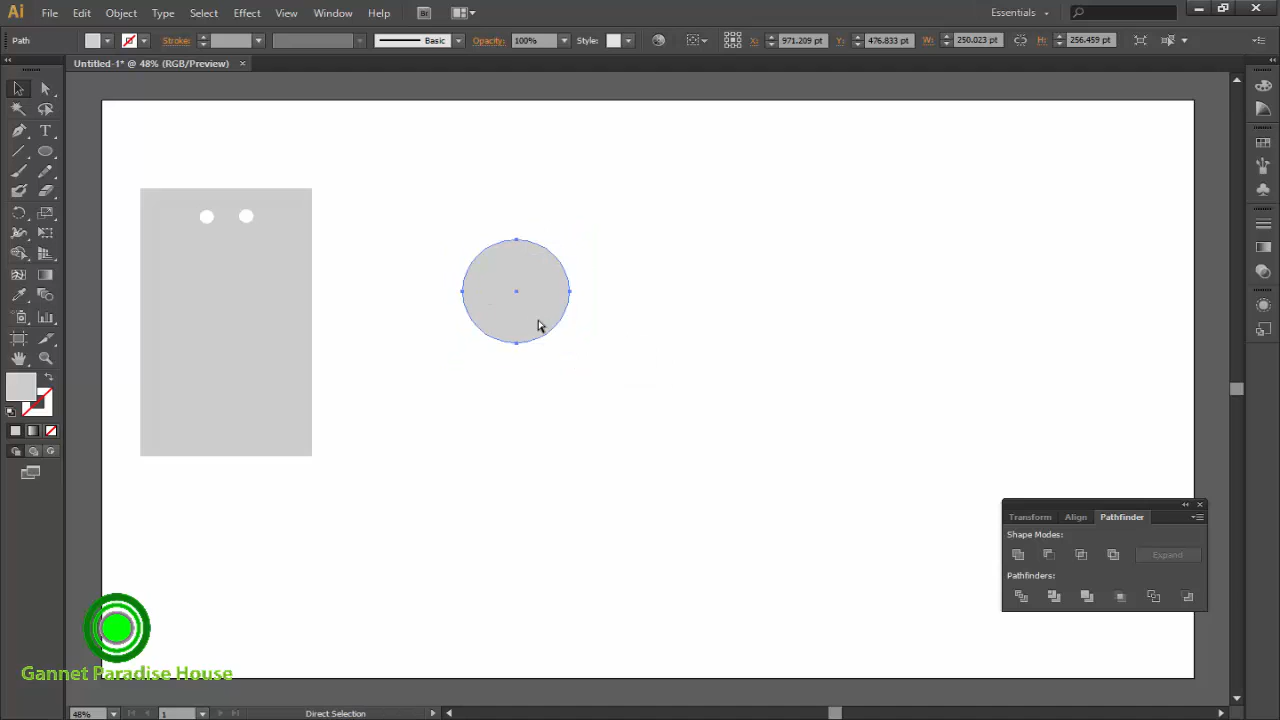 Ai File Edit Object Type Select Effect View Window Help Br Essentials
Path Stroke: Basic Opacity: 100% Style: X: 971.209 pt Y: 476.833 pt W: 250.023 pt H: 256.459 pt
Untitled-1* @ 48% (RGB/Preview)
Transform Align Pathfinder
Shape Modes:
Expand
Pathfinders:
Gannet Paradise House
48% 1 Direct Selection